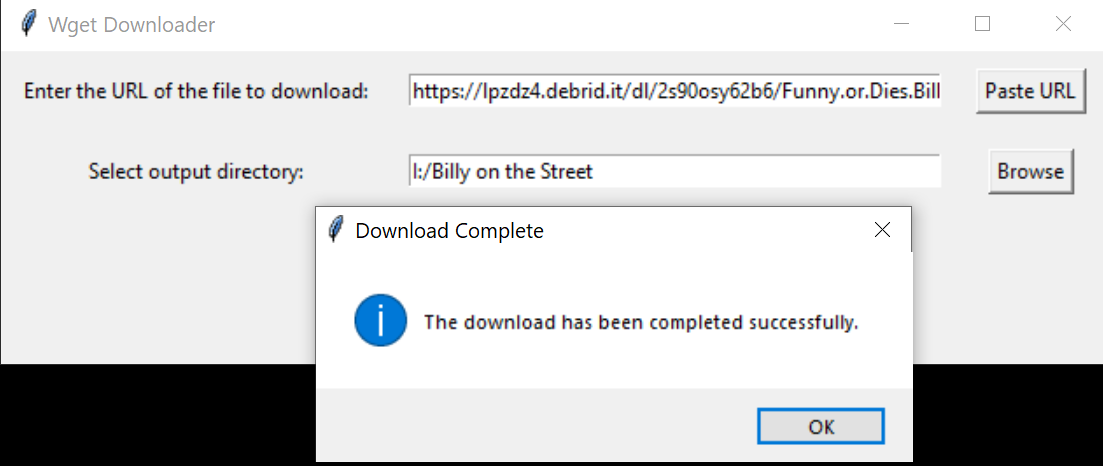 Wget Downloader
Enter the URL of the file to download:
https://lpzdz4.debrid.it/dl/2s90osy62b6/Funny.or.Dies.Bill
Paste URL
Select output directory:
I:/Billy on the Street
Browse
Download Complete
The download has been completed successfully.
OK